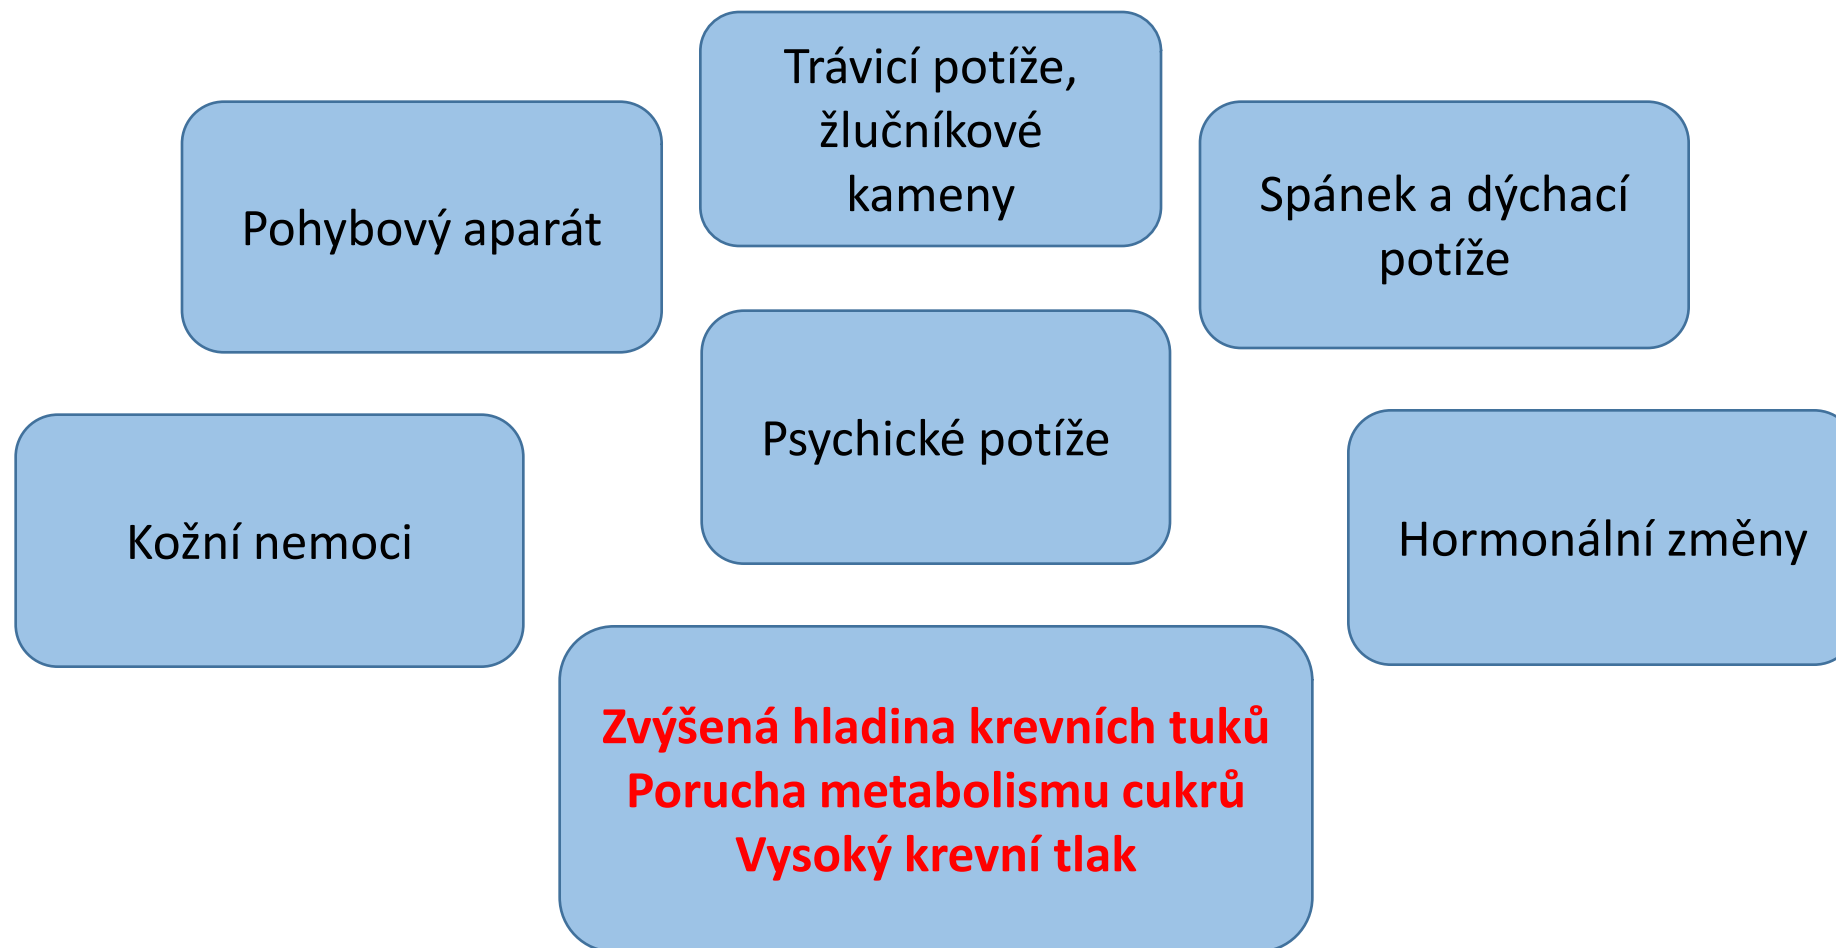 Trávicí potíže,
žlučníkové
kameny
Pohybový aparát
Spánek a dýchací
potíže
Psychické potíže
Kožní nemoci
Hormonální změny
Zvýšená hladina krevních tuků
Porucha metabolismu cukrů
Vysoký krevní tlak